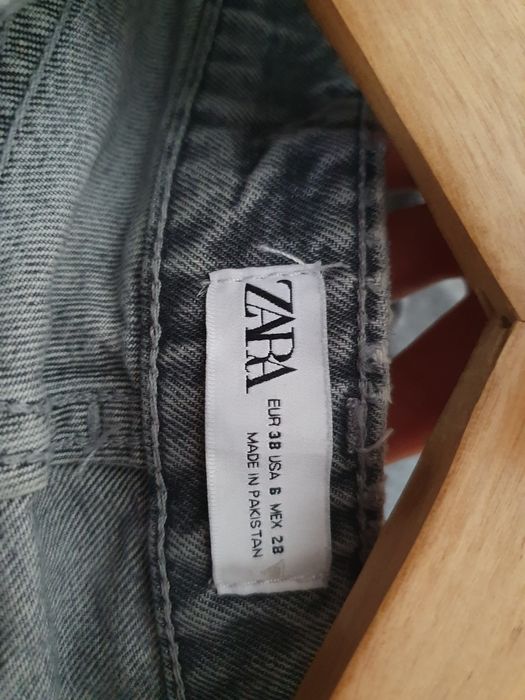 ZARA
EUR 38 USA 6 MEX 28
MADE IN PAKISTAN